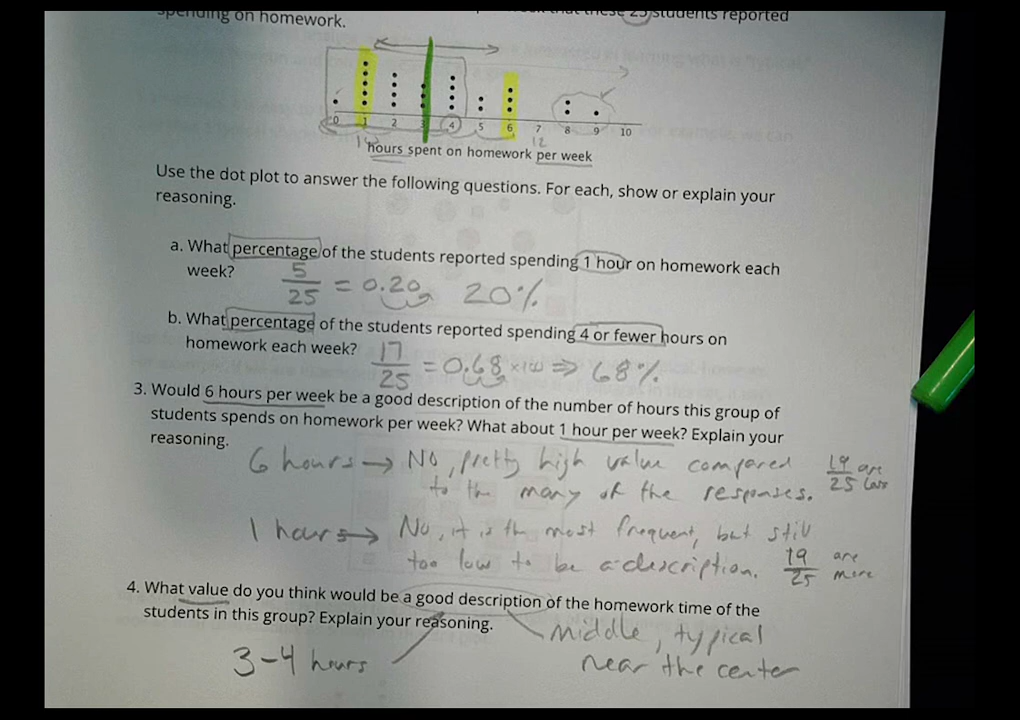 spending on homework.
these 25 students reported
0 1 2 3 4 5 6 7 8 9 10
12
hours spent on homework per week
Use the dot plot to answer the following questions. For each, show or explain your
reasoning.
a. What percentage of the students reported spending 1 hour on homework each
week? 5/25 = 0.20 20%
b. What percentage of the students reported spending 4 or fewer hours on
homework each week? 17/25 = 0.68 x100 ⇒ 68%
3. Would 6 hours per week be a good description of the number of hours this group of
students spends on homework per week? What about 1 hour per week? Explain your
reasoning.
6 hours → No, pretty high value compared 19/25 are
to the many of the responses. less
1 hours → No, it is the most frequent, but still
too low to be a description. 19/25 are more
4. What value do you think would be a good description of the homework time of the
students in this group? Explain your reasoning.
middle, typical
3-4 hours near the center